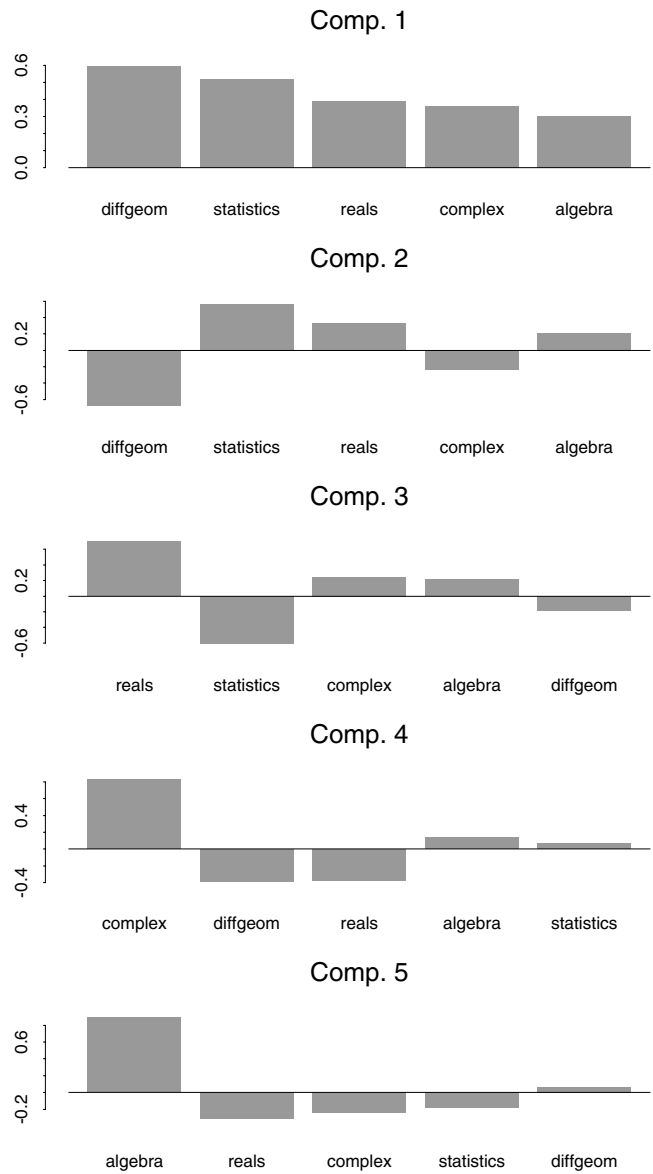 Comp. 1
0.6
0.3
0.0
diffgeom statistics reals complex algebra
Comp. 2
0.2
-0.6
diffgeom statistics reals complex algebra
Comp. 3
0.2
-0.6
reals statistics complex algebra diffgeom
Comp. 4
0.4
-0.4
complex diffgeom reals algebra statistics
Comp. 5
0.6
-0.2
algebra reals complex statistics diffgeom